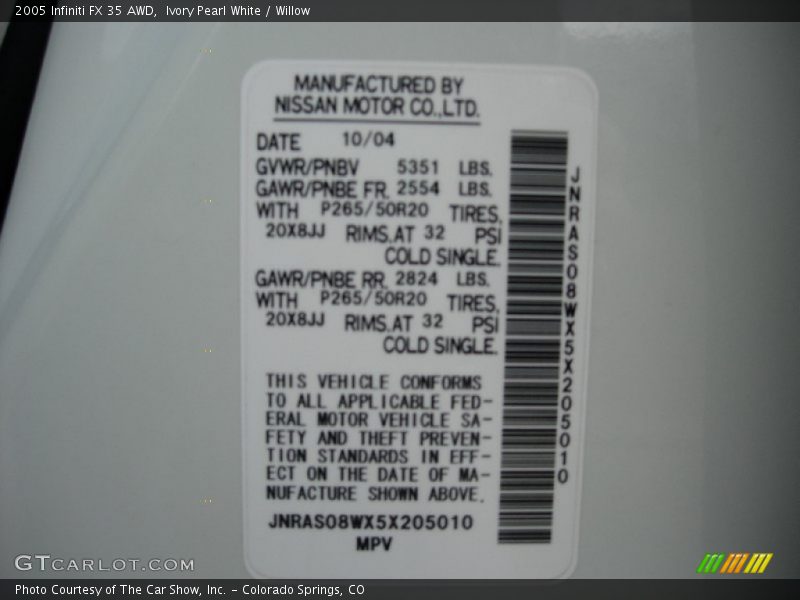 2005 Infiniti FX 35 AWD, Ivory Pearl White / Willow
MANUFACTURED BY
NISSAN MOTOR CO.,LTD.
DATE 10/04
GVWR/PNBV 5351 LBS.
GAWR/PNBE FR. 2554 LBS.
WITH P265/50R20 TIRES,
20X8JJ RIMS,AT 32 PSI
COLD SINGLE.
GAWR/PNBE RR. 2824 LBS.
WITH P265/50R20 TIRES,
20X8JJ RIMS,AT 32 PSI
COLD SINGLE.
THIS VEHICLE CONFORMS
TO ALL APPLICABLE FED-
ERAL MOTOR VEHICLE SA-
FETY AND THEFT PREVEN-
TION STANDARDS IN EFF-
ECT ON THE DATE OF MA-
NUFACTURE SHOWN ABOVE.
JNRAS08WX5X205010
MPV
JNRAS08WX5X205010
GTCARLOT.COM
Photo Courtesy of The Car Show, Inc. – Colorado Springs, CO